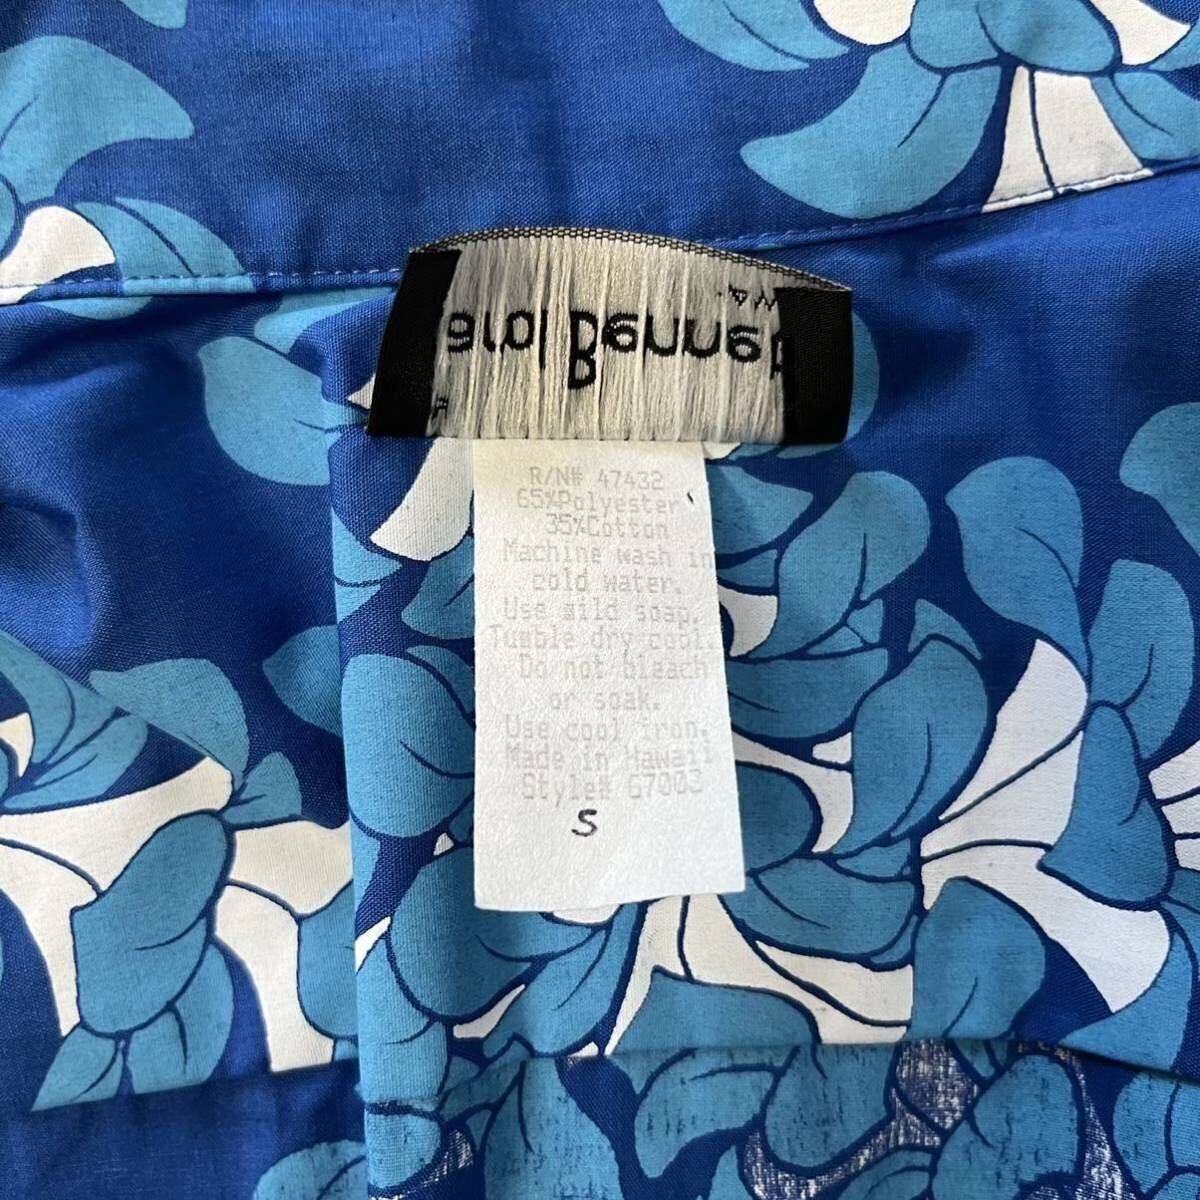 R/N# 47432
65%Polyester
35%Cotton
Machine wash in
cold water.
Use mild soap.
Tumble dry cool.
Do not bleach
or soak.
Use cool iron.
Made in Hawaii
Style# 67003
S